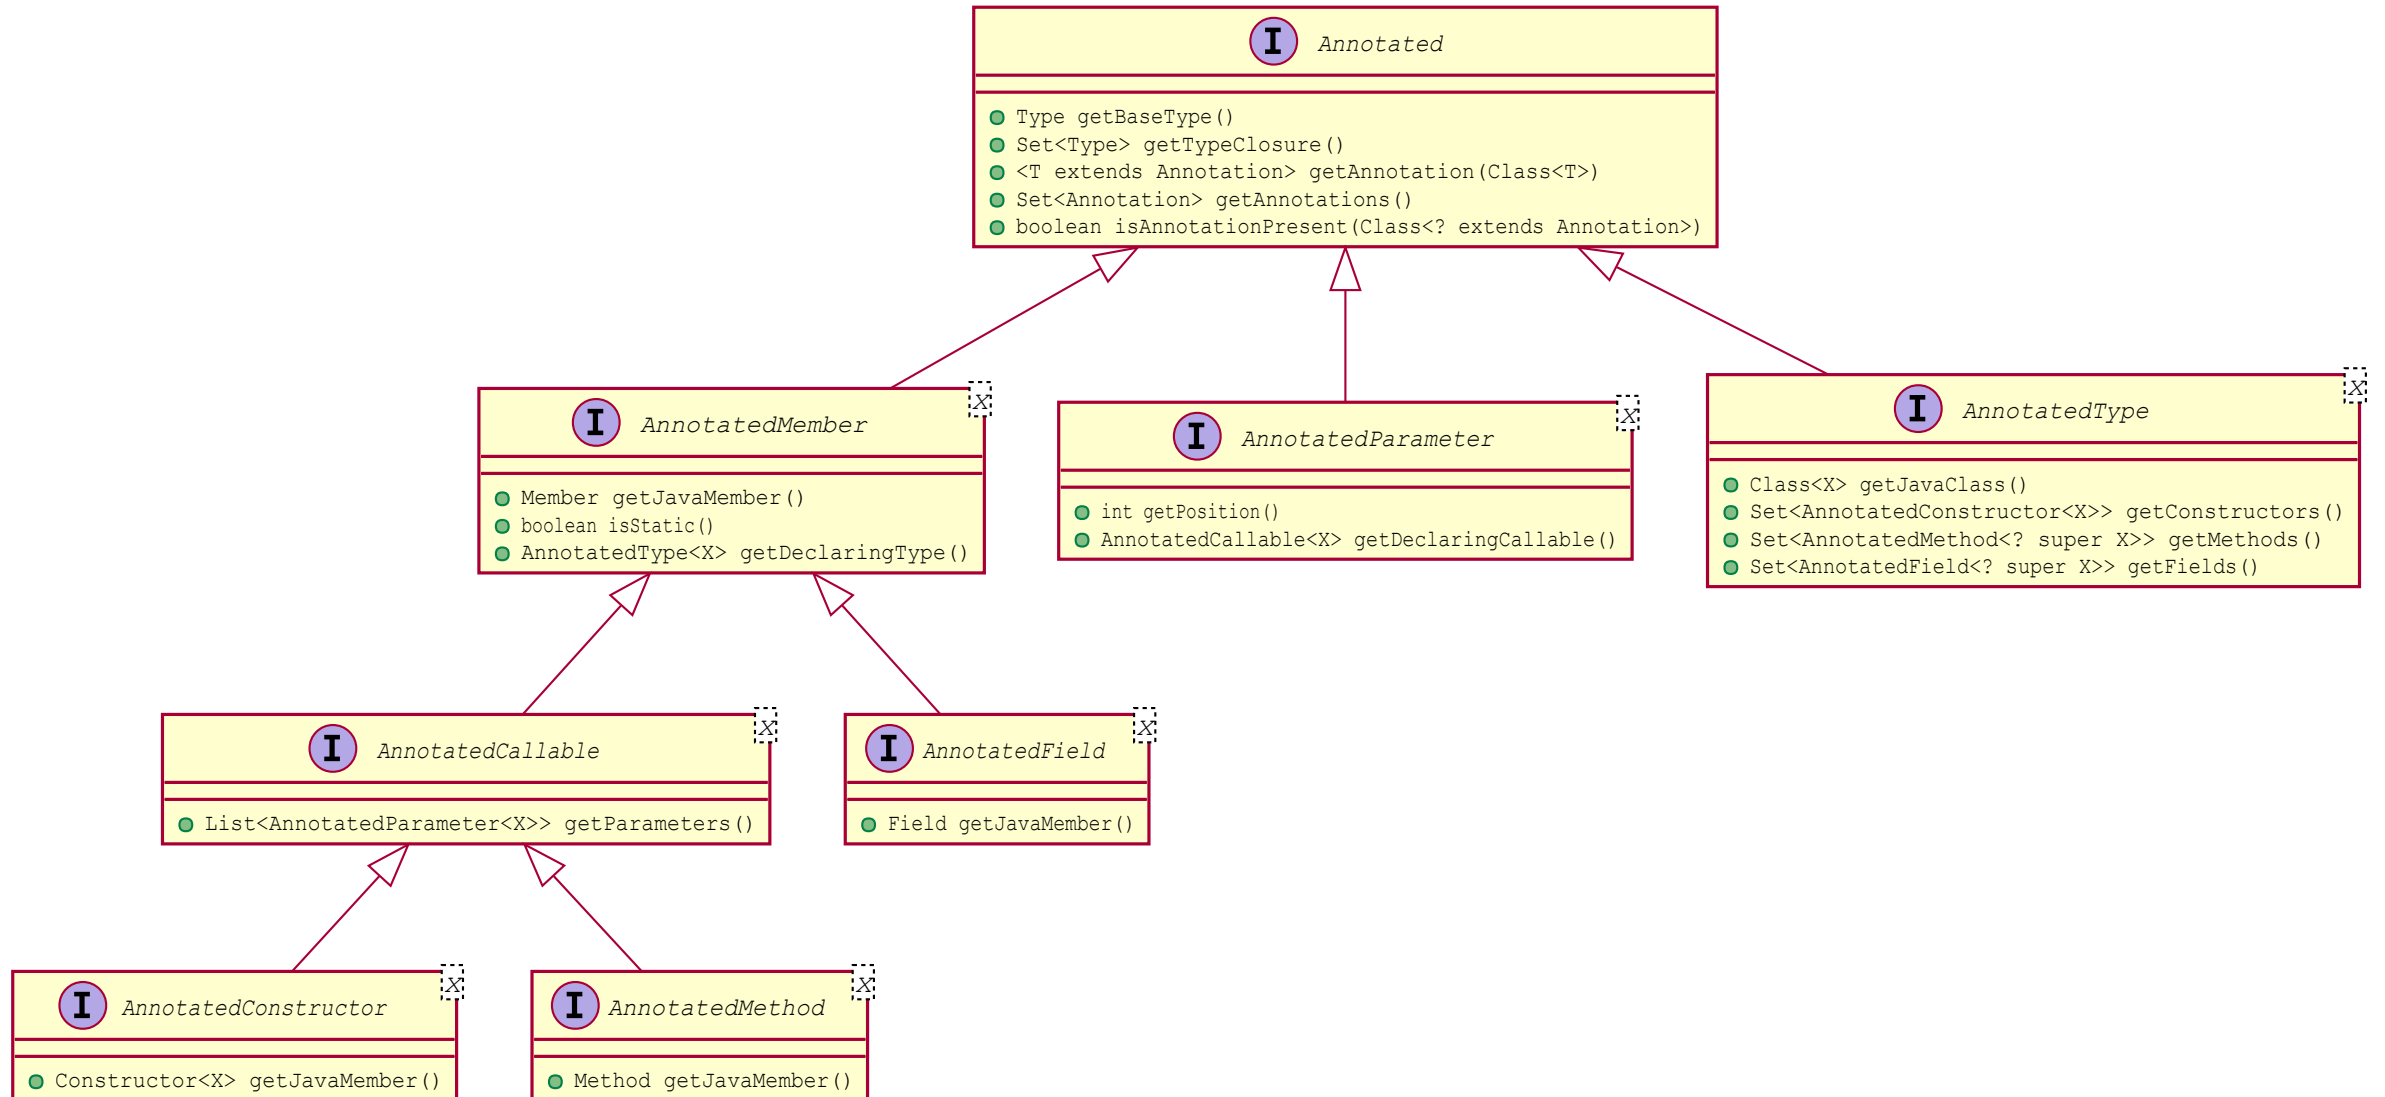 I Annotated
Type getBaseType()
Set<Type> getTypeClosure()
<T extends Annotation> getAnnotation(Class<T>)
Set<Annotation> getAnnotations()
boolean isAnnotationPresent(Class<? extends Annotation>)
I AnnotatedMember X
Member getJavaMember()
boolean isStatic()
AnnotatedType<X> getDeclaringType()
I AnnotatedParameter X
int getPosition()
AnnotatedCallable<X> getDeclaringCallable()
I AnnotatedType X
Class<X> getJavaClass()
Set<AnnotatedConstructor<X>> getConstructors()
Set<AnnotatedMethod<? super X>> getMethods()
Set<AnnotatedField<? super X>> getFields()
I AnnotatedCallable X
List<AnnotatedParameter<X>> getParameters()
I AnnotatedField X
Field getJavaMember()
I AnnotatedConstructor X
Constructor<X> getJavaMember()
I AnnotatedMethod X
Method getJavaMember()